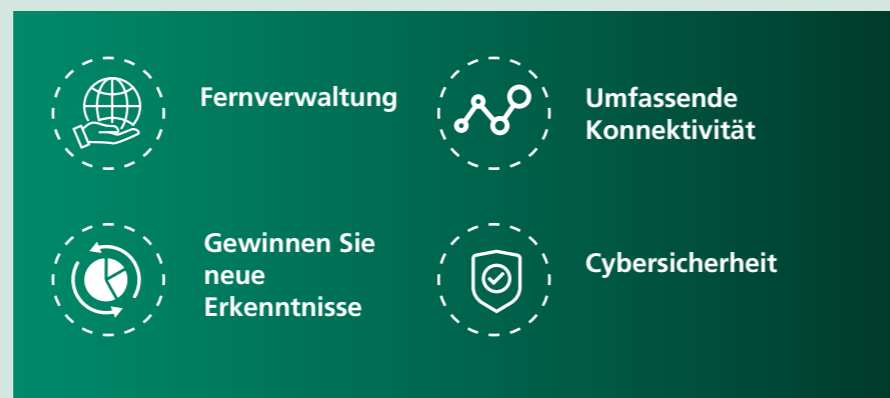 Fernverwaltung
Umfassende
Konnektivität
Gewinnen Sie
neue
Erkenntnisse
Cybersicherheit